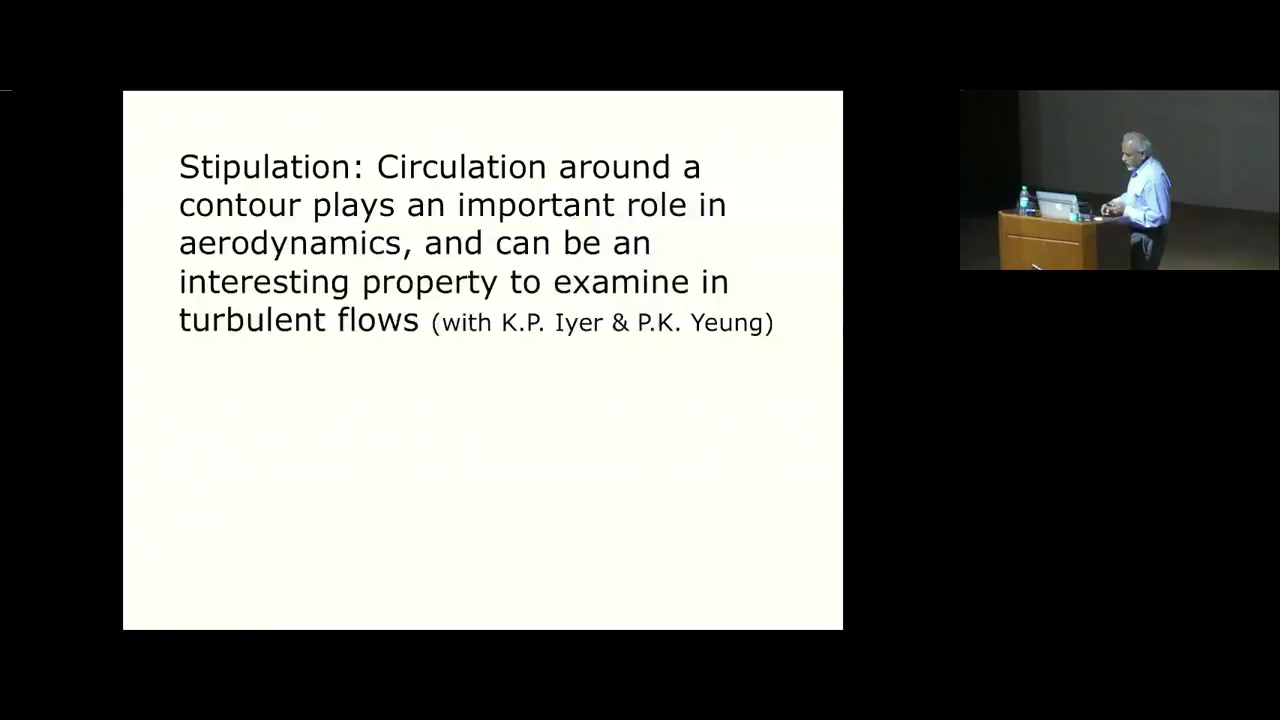 Stipulation: Circulation around a
contour plays an important role in
aerodynamics, and can be an
interesting property to examine in
turbulent flows (with K.P. Iyer & P.K. Yeung)